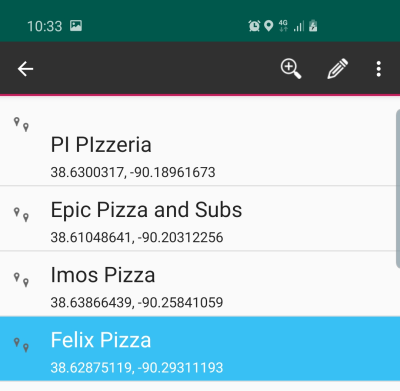 10:33 4G
PI PIzzeria
38.6300317, -90.18961673
Epic Pizza and Subs
38.61048641, -90.20312256
Imos Pizza
38.63866439, -90.25841059
Felix Pizza
38.62875119, -90.29311193